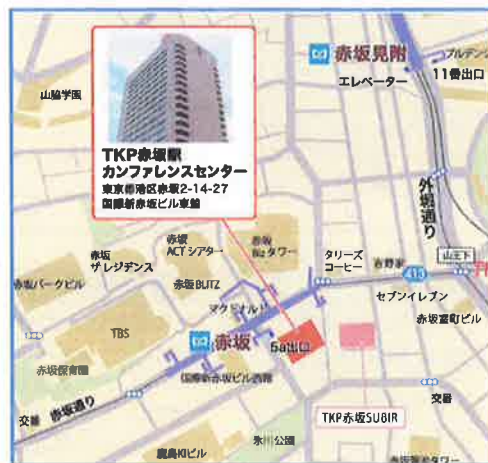 赤坂見附
エレベーター
11番出口
山脇学園
TKP赤坂駅
カンファレンスセンター
東京都港区赤坂2-14-27
国際新赤坂ビル東館
外堀通り
山王下
赤坂
ACTシアター
赤坂
Bizタワー
タリーズ
コーヒー
吉野家
413
赤坂
ザ レジデンス
赤坂パークビル
赤坂BLITZ
マクドナルド
セブンイレブン
赤坂室町ビル
TBS
赤坂
5a出口
赤坂保育園
国際新赤坂ビル西館
交番
赤坂通り
交番
TKP赤坂SUBIR
氷川公園
鹿島KIビル